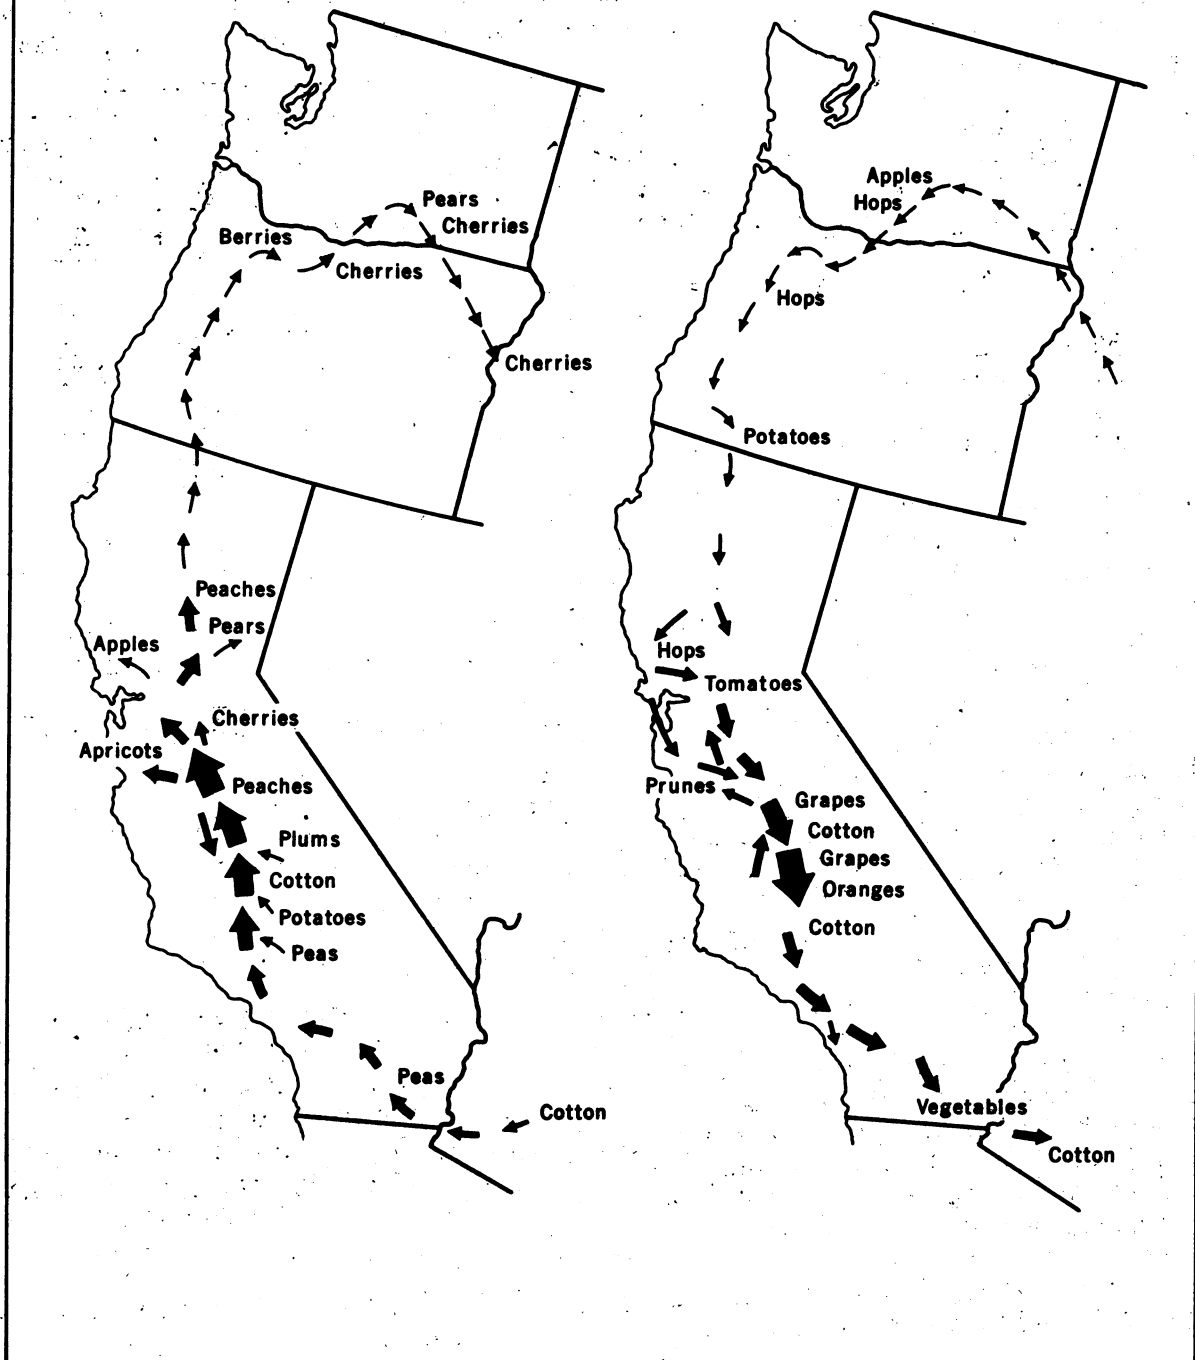 Pears
Cherries
Berries
Cherries
Cherries
Peaches
Pears
Apples
Cherries
Apricots
Peaches
Plums
Cotton
Potatoes
Peas
Peas
Cotton
Apples
Hops
Hops
Potatoes
Hops
Tomatoes
Prunes
Grapes
Cotton
Grapes
Oranges
Cotton
Vegetables
Cotton